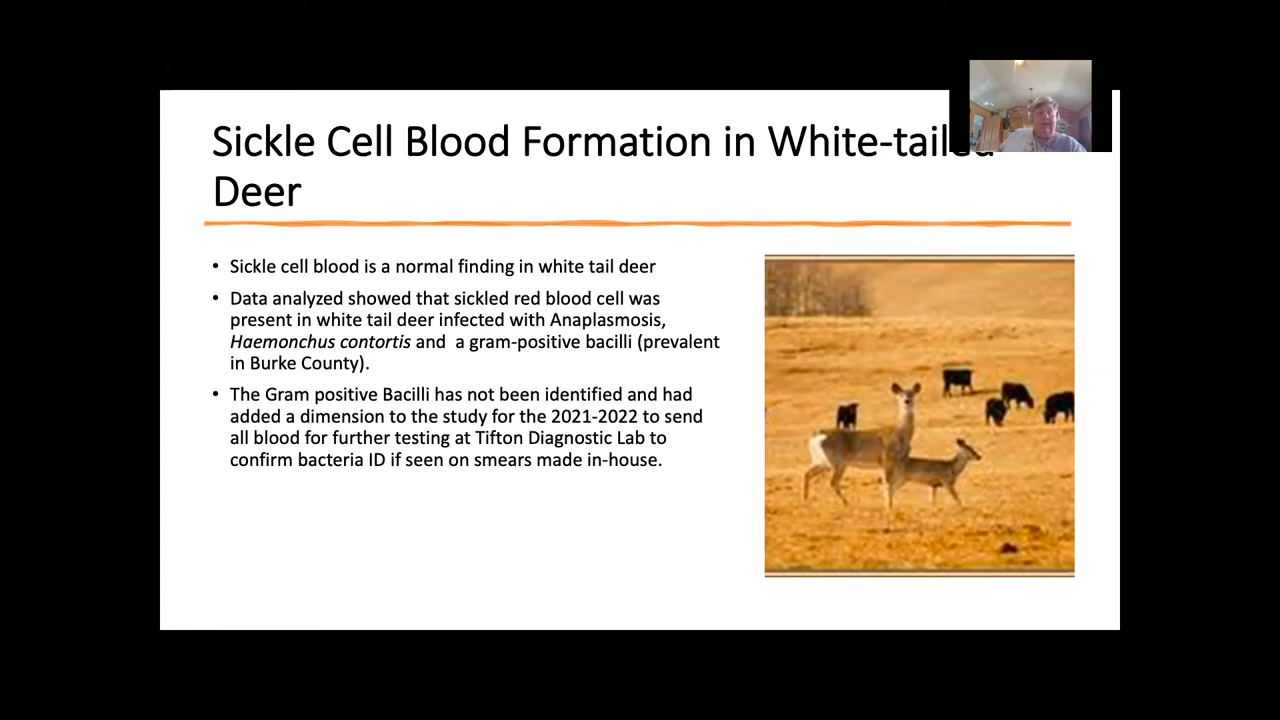 Sickle Cell Blood Formation in White-tailed
Deer
• Sickle cell blood is a normal finding in white tail deer
• Data analyzed showed that sickled red blood cell was
present in white tail deer infected with Anaplasmosis,
Haemonchus contortis and  a gram-positive bacilli (prevalent
in Burke County).
• The Gram positive Bacilli has not been identified and had
added a dimension to the study for the 2021-2022 to send
all blood for further testing at Tifton Diagnostic Lab to
confirm bacteria ID if seen on smears made in-house.